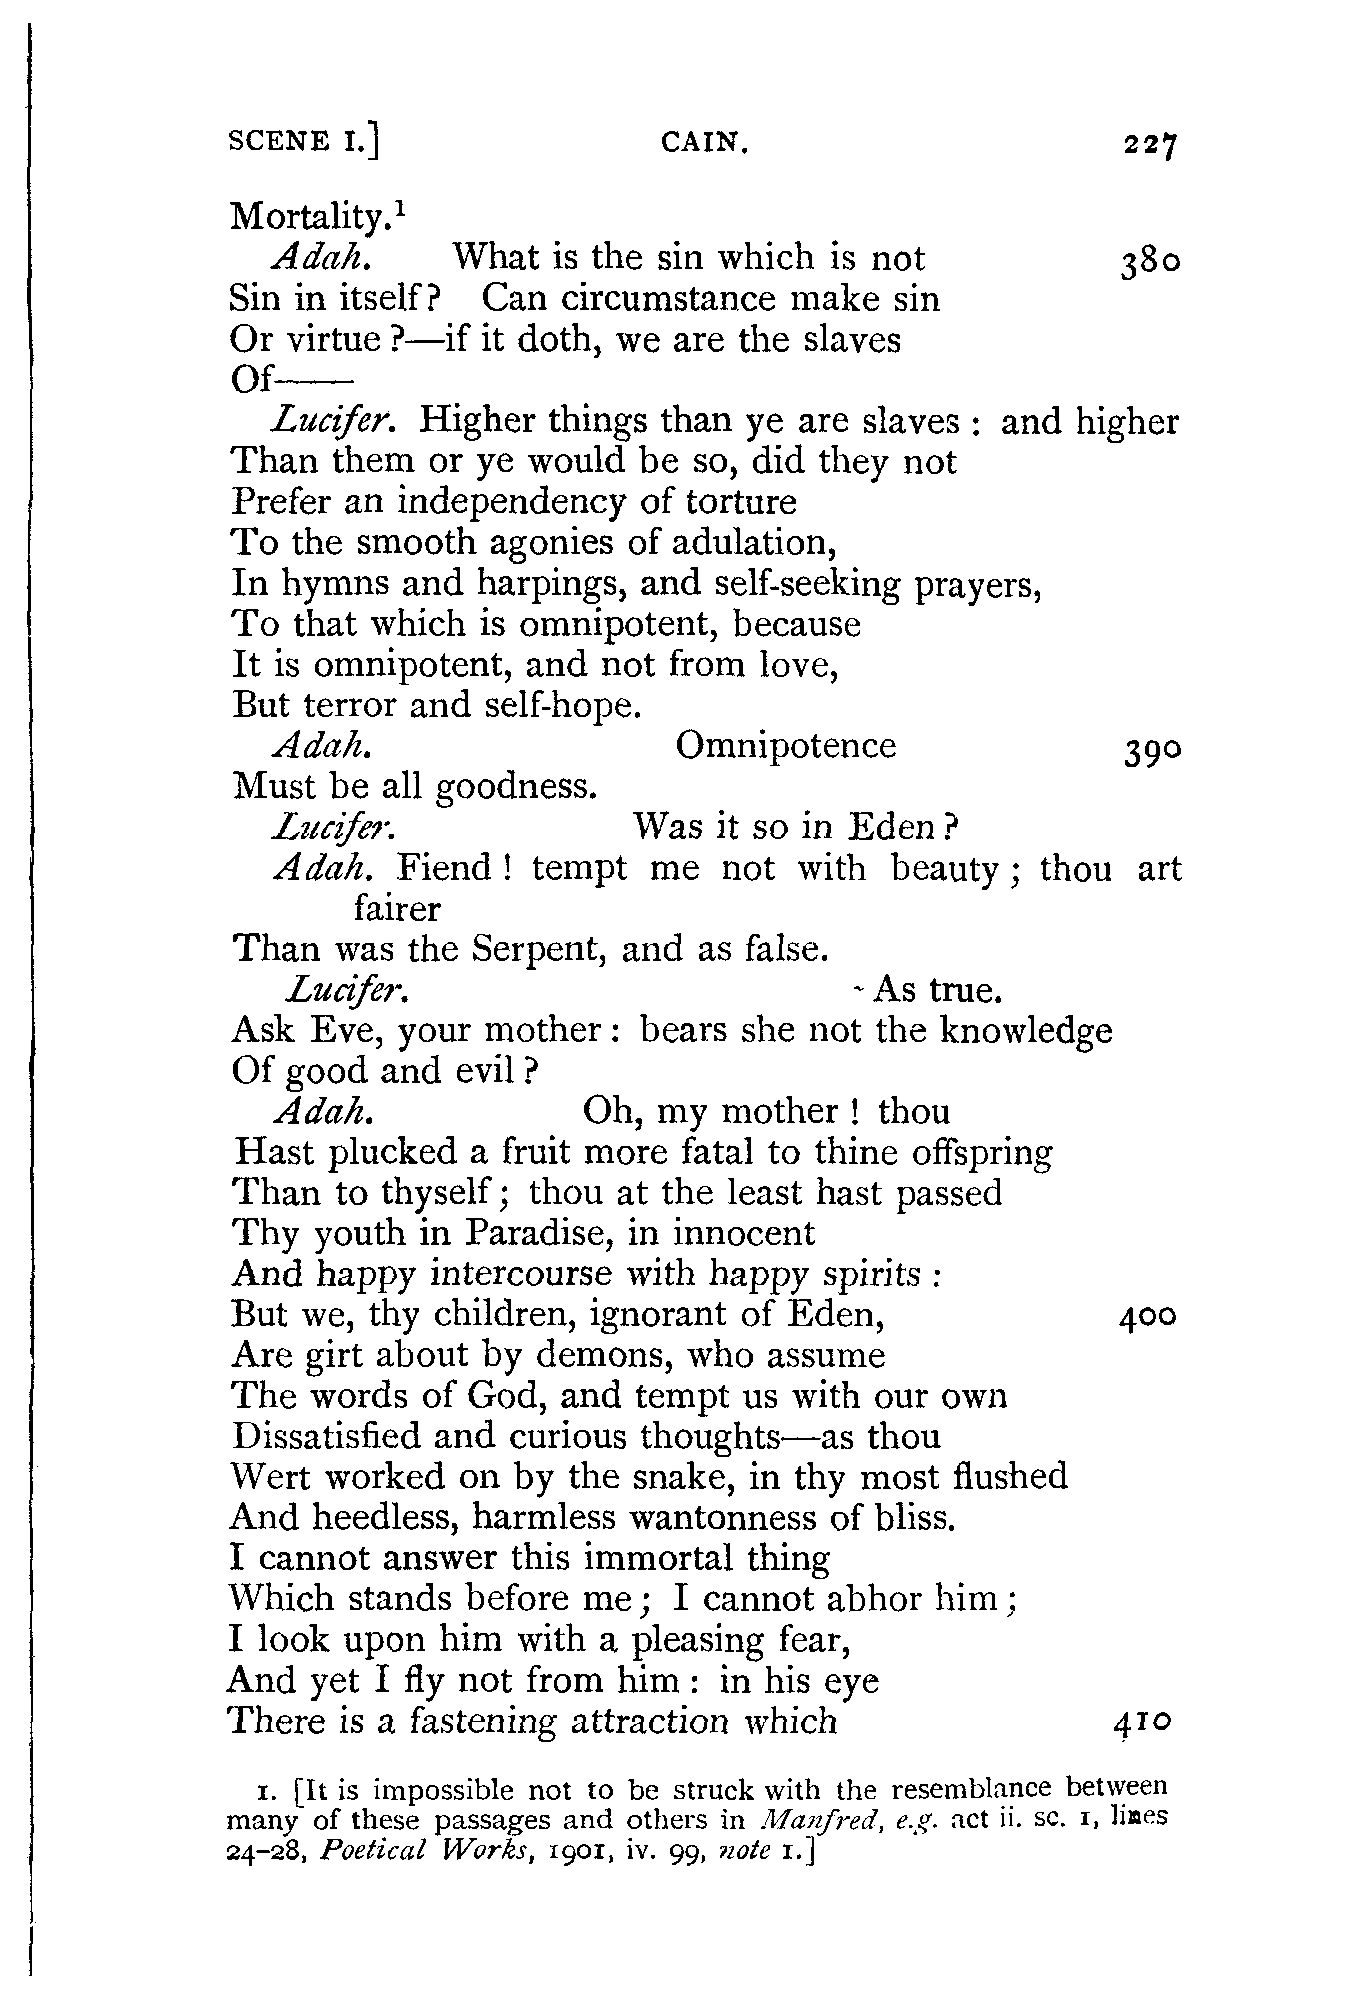 SCENE I.] CAIN. 227
Mortality.¹
Adah. What is the sin which is not 380
Sin in itself? Can circumstance make sin
Or virtue?—if it doth, we are the slaves
Of——
Lucifer. Higher things than ye are slaves: and higher
Than them or ye would be so, did they not
Prefer an independency of torture
To the smooth agonies of adulation,
In hymns and harpings, and self-seeking prayers,
To that which is omnipotent, because
It is omnipotent, and not from love,
But terror and self-hope.
Adah. Omnipotence 390
Must be all goodness.
Lucifer. Was it so in Eden?
Adah. Fiend! tempt me not with beauty; thou art
fairer
Than was the Serpent, and as false.
Lucifer. As true.
Ask Eve, your mother: bears she not the knowledge
Of good and evil?
Adah. Oh, my mother! thou
Hast plucked a fruit more fatal to thine offspring
Than to thyself; thou at the least hast passed
Thy youth in Paradise, in innocent
And happy intercourse with happy spirits:
But we, thy children, ignorant of Eden, 400
Are girt about by demons, who assume
The words of God, and tempt us with our own
Dissatisfied and curious thoughts—as thou
Wert worked on by the snake, in thy most flushed
And heedless, harmless wantonness of bliss.
I cannot answer this immortal thing
Which stands before me; I cannot abhor him;
I look upon him with a pleasing fear,
And yet I fly not from him: in his eye
There is a fastening attraction which 410
1. [It is impossible not to be struck with the resemblance between
many of these passages and others in Manfred, e.g. act ii. sc. 1, lines
24-28, Poetical Works, 1901, iv. 99, note 1.]